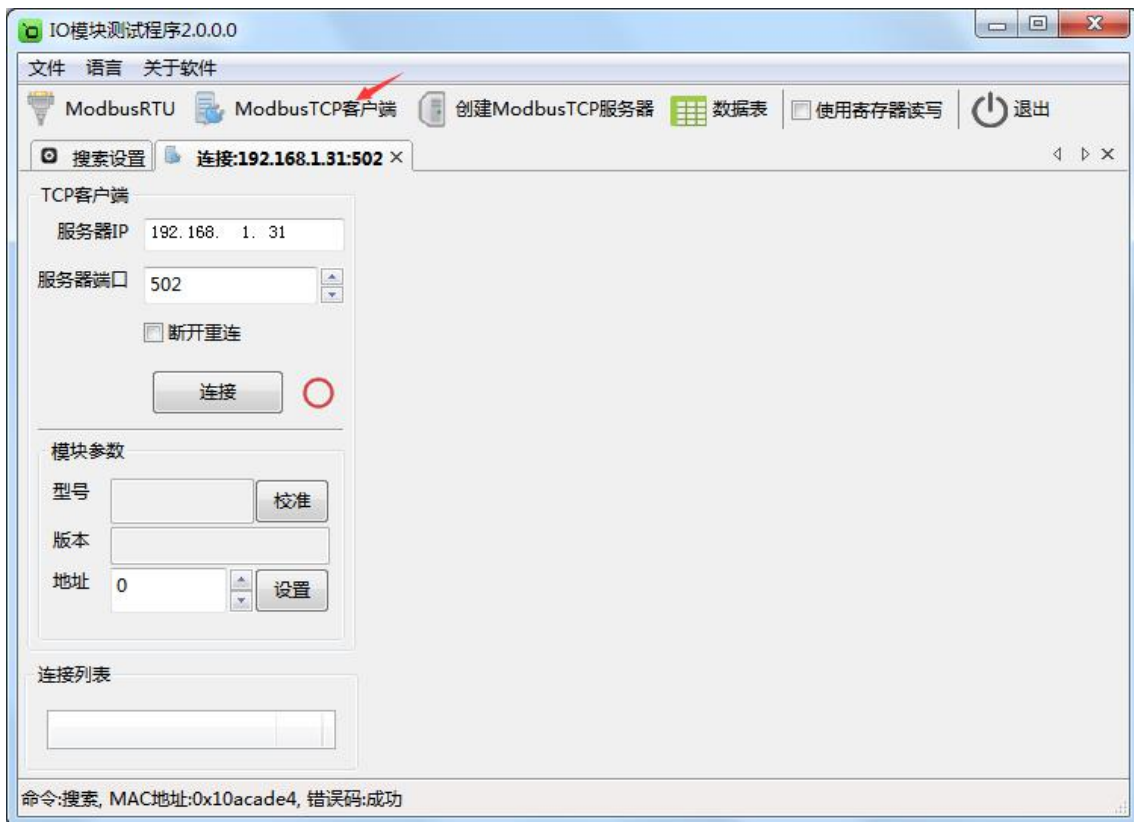 IO模块测试程序2.0.0.0
文件 语言 关于软件
ModbusRTU ModbusTCP客户端 创建ModbusTCP服务器 数据表 使用寄存器读写 退出
搜索设置 连接:192.168.1.31:502
TCP客户端
服务器IP 192.168. 1. 31
服务器端口 502
断开重连
连接
模块参数
型号 校准
版本
地址 0 设置
连接列表
命令:搜索, MAC地址:0x10acade4, 错误码:成功